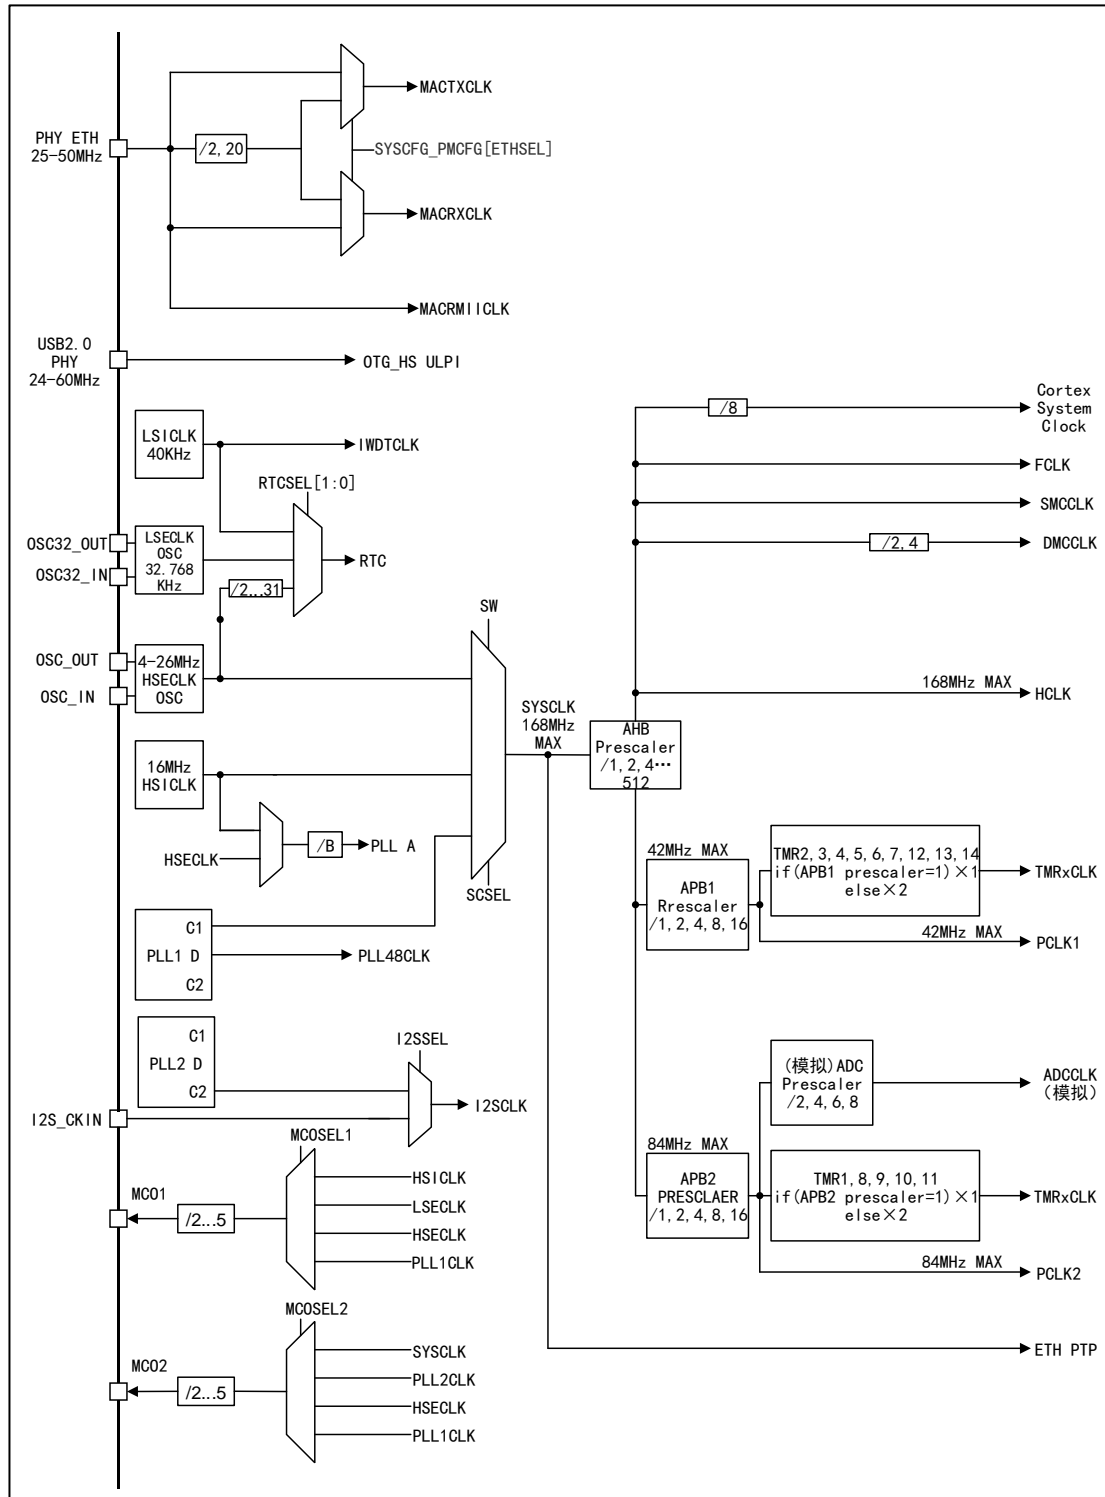 PHY ETH
25-50MHz
/2, 20
MACTXCLK
SYSCFG_PMCFG[ETHSEL]
MACRXCLK
MACRMIICLK
USB2.0
PHY
24-60MHz
OTG_HS ULPI
LSICLK
40KHz
IWDTCLK
RTCSEL[1:0]
OSC32_OUT
OSC32_IN
LSECLK
OSC
32.768
KHz
/2...31
RTC
OSC_OUT
OSC_IN
4-26MHz
HSECLK
OSC
16MHz
HSICLK
HSECLK
/B
PLL A
SW
SCSEL
SYSCLK
168MHz
MAX
C1
PLL1 D
C2
PLL48CLK
C1
PLL2 D
C2
I2S_CKIN
I2SSEL
I2SCLK
MCOSEL1
MCO1
/2...5
HSICLK
LSECLK
HSECLK
PLL1CLK
MCOSEL2
MCO2
/2...5
SYSCLK
PLL2CLK
HSECLK
PLL1CLK
AHB
Prescaler
/1, 2, 4…
512
/8
Cortex
System
Clock
FCLK
SMCCLK
/2, 4
DMCCLK
168MHz MAX
HCLK
42MHz MAX
APB1
Rrescaler
/1, 2, 4, 8, 16
TMR2, 3, 4, 5, 6, 7, 12, 13, 14
if(APB1 prescaler=1)×1
else×2
TMRxCLK
42MHz MAX
PCLK1
(模拟)ADC
Prescaler
/2, 4, 6, 8
ADCCLK
(模拟)
84MHz MAX
APB2
PRESCLAER
/1, 2, 4, 8, 16
TMR1, 8, 9, 10, 11
if(APB2 prescaler=1)×1
else×2
TMRxCLK
84MHz MAX
PCLK2
ETH PTP